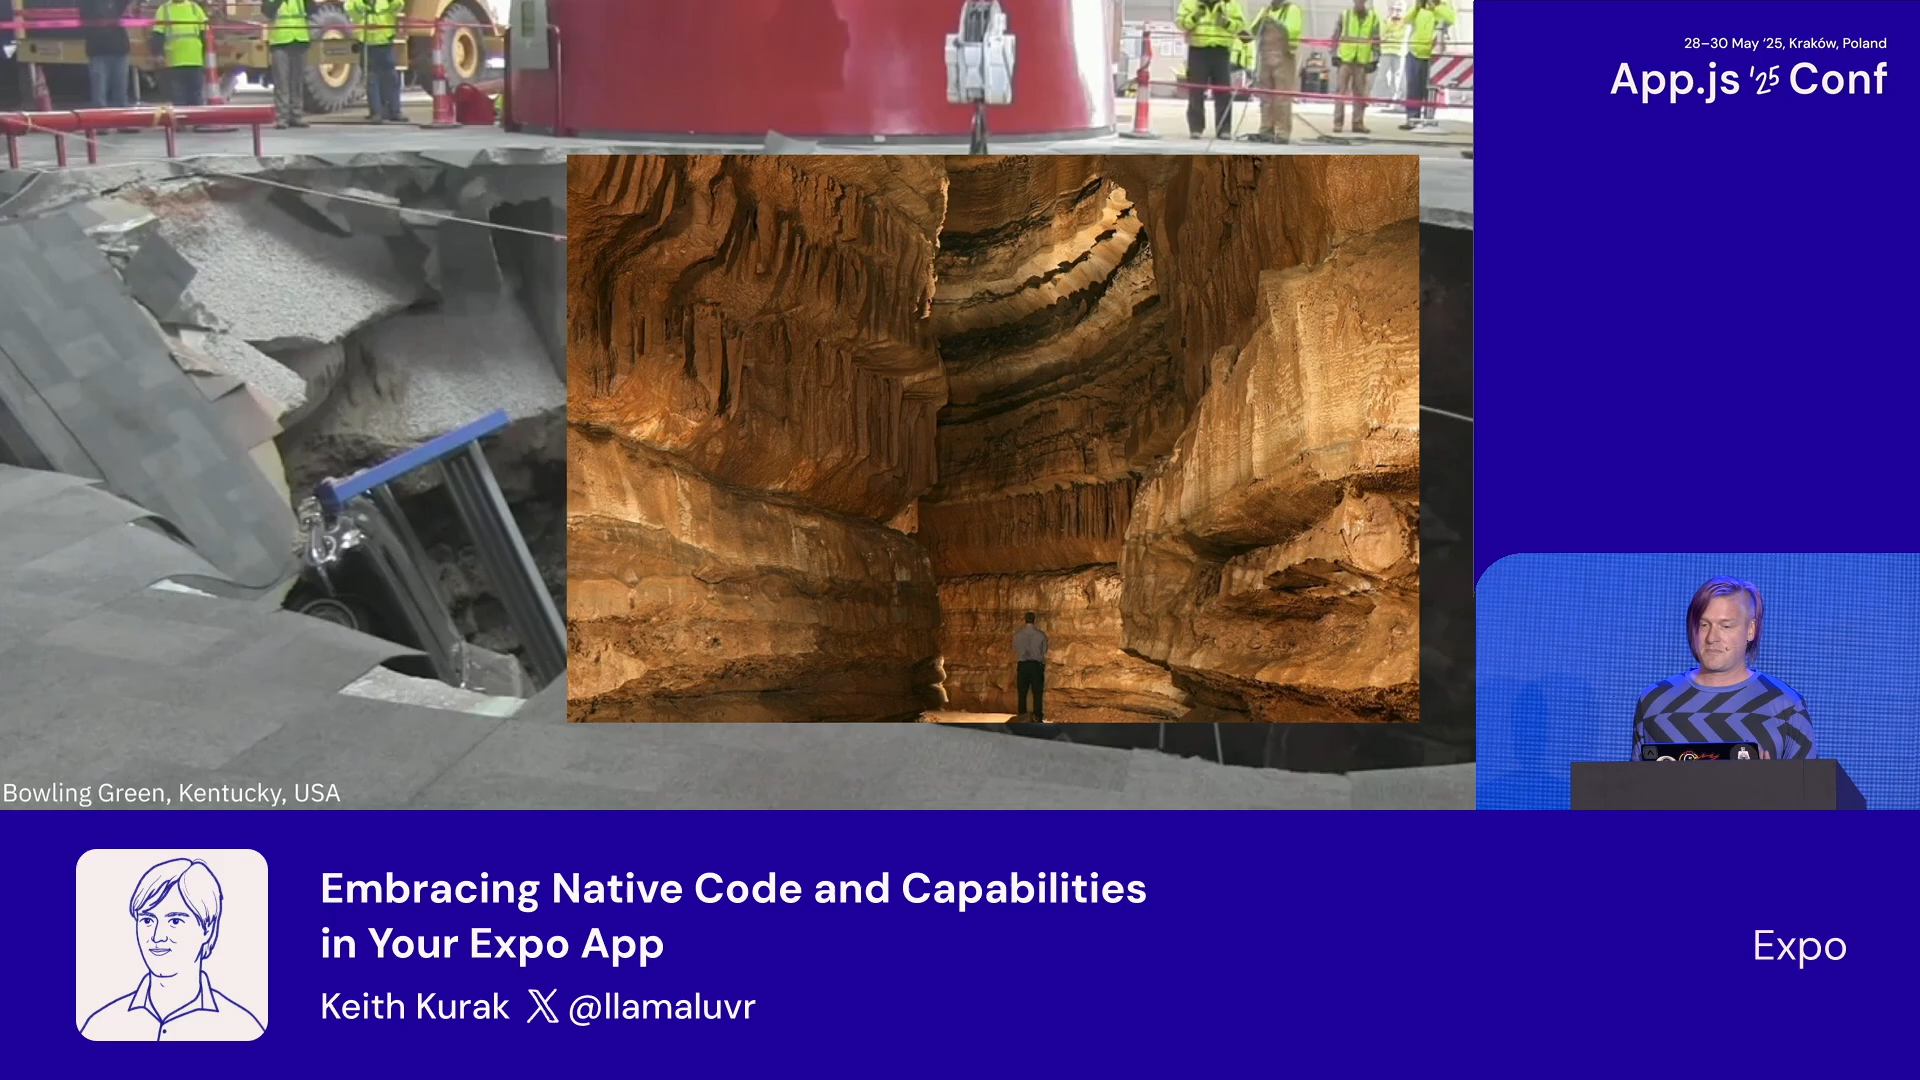 28–30 May '25, Kraków, Poland
App.js '25 Conf
Bowling Green, Kentucky, USA
Embracing Native Code and Capabilities
in Your Expo App
Keith Kurak X @llamaluvr
Expo